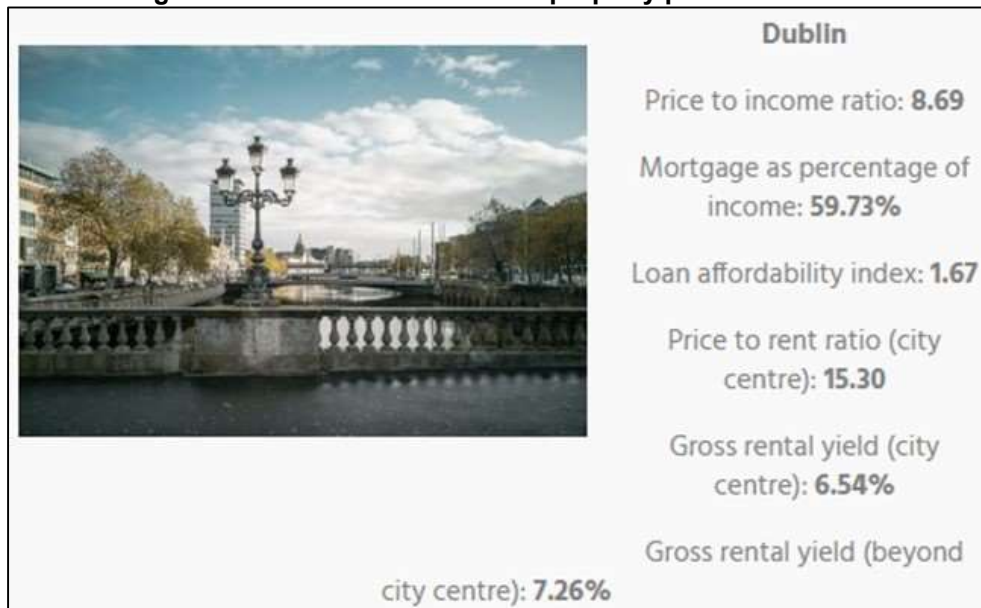 Dublin
Price to income ratio: 8.69
Mortgage as percentage of
income: 59.73%
Loan affordability index: 1.67
Price to rent ratio (city
centre): 15.30
Gross rental yield (city
centre): 6.54%
Gross rental yield (beyond
city centre): 7.26%